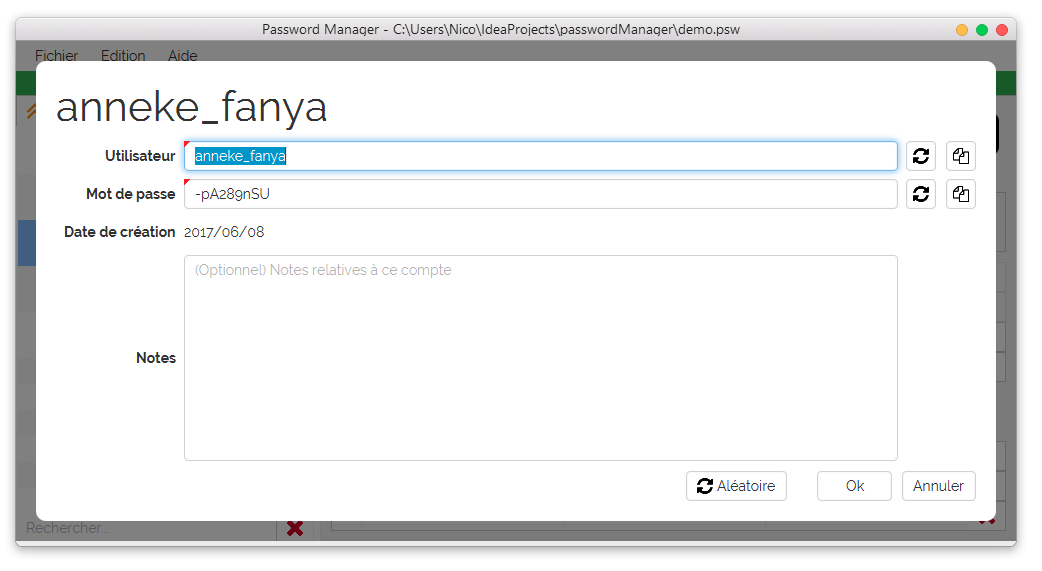 Password Manager - C:\Users\Nico\IdeaProjects\passwordManager\demo.psw
Fichier Edition Aide
anneke_fanya
Utilisateur anneke_fanya
Mot de passe -pA289nSU
Date de création 2017/06/08
(Optionnel) Notes relatives à ce compte
Notes
Aléatoire Ok Annuler
Rechercher...